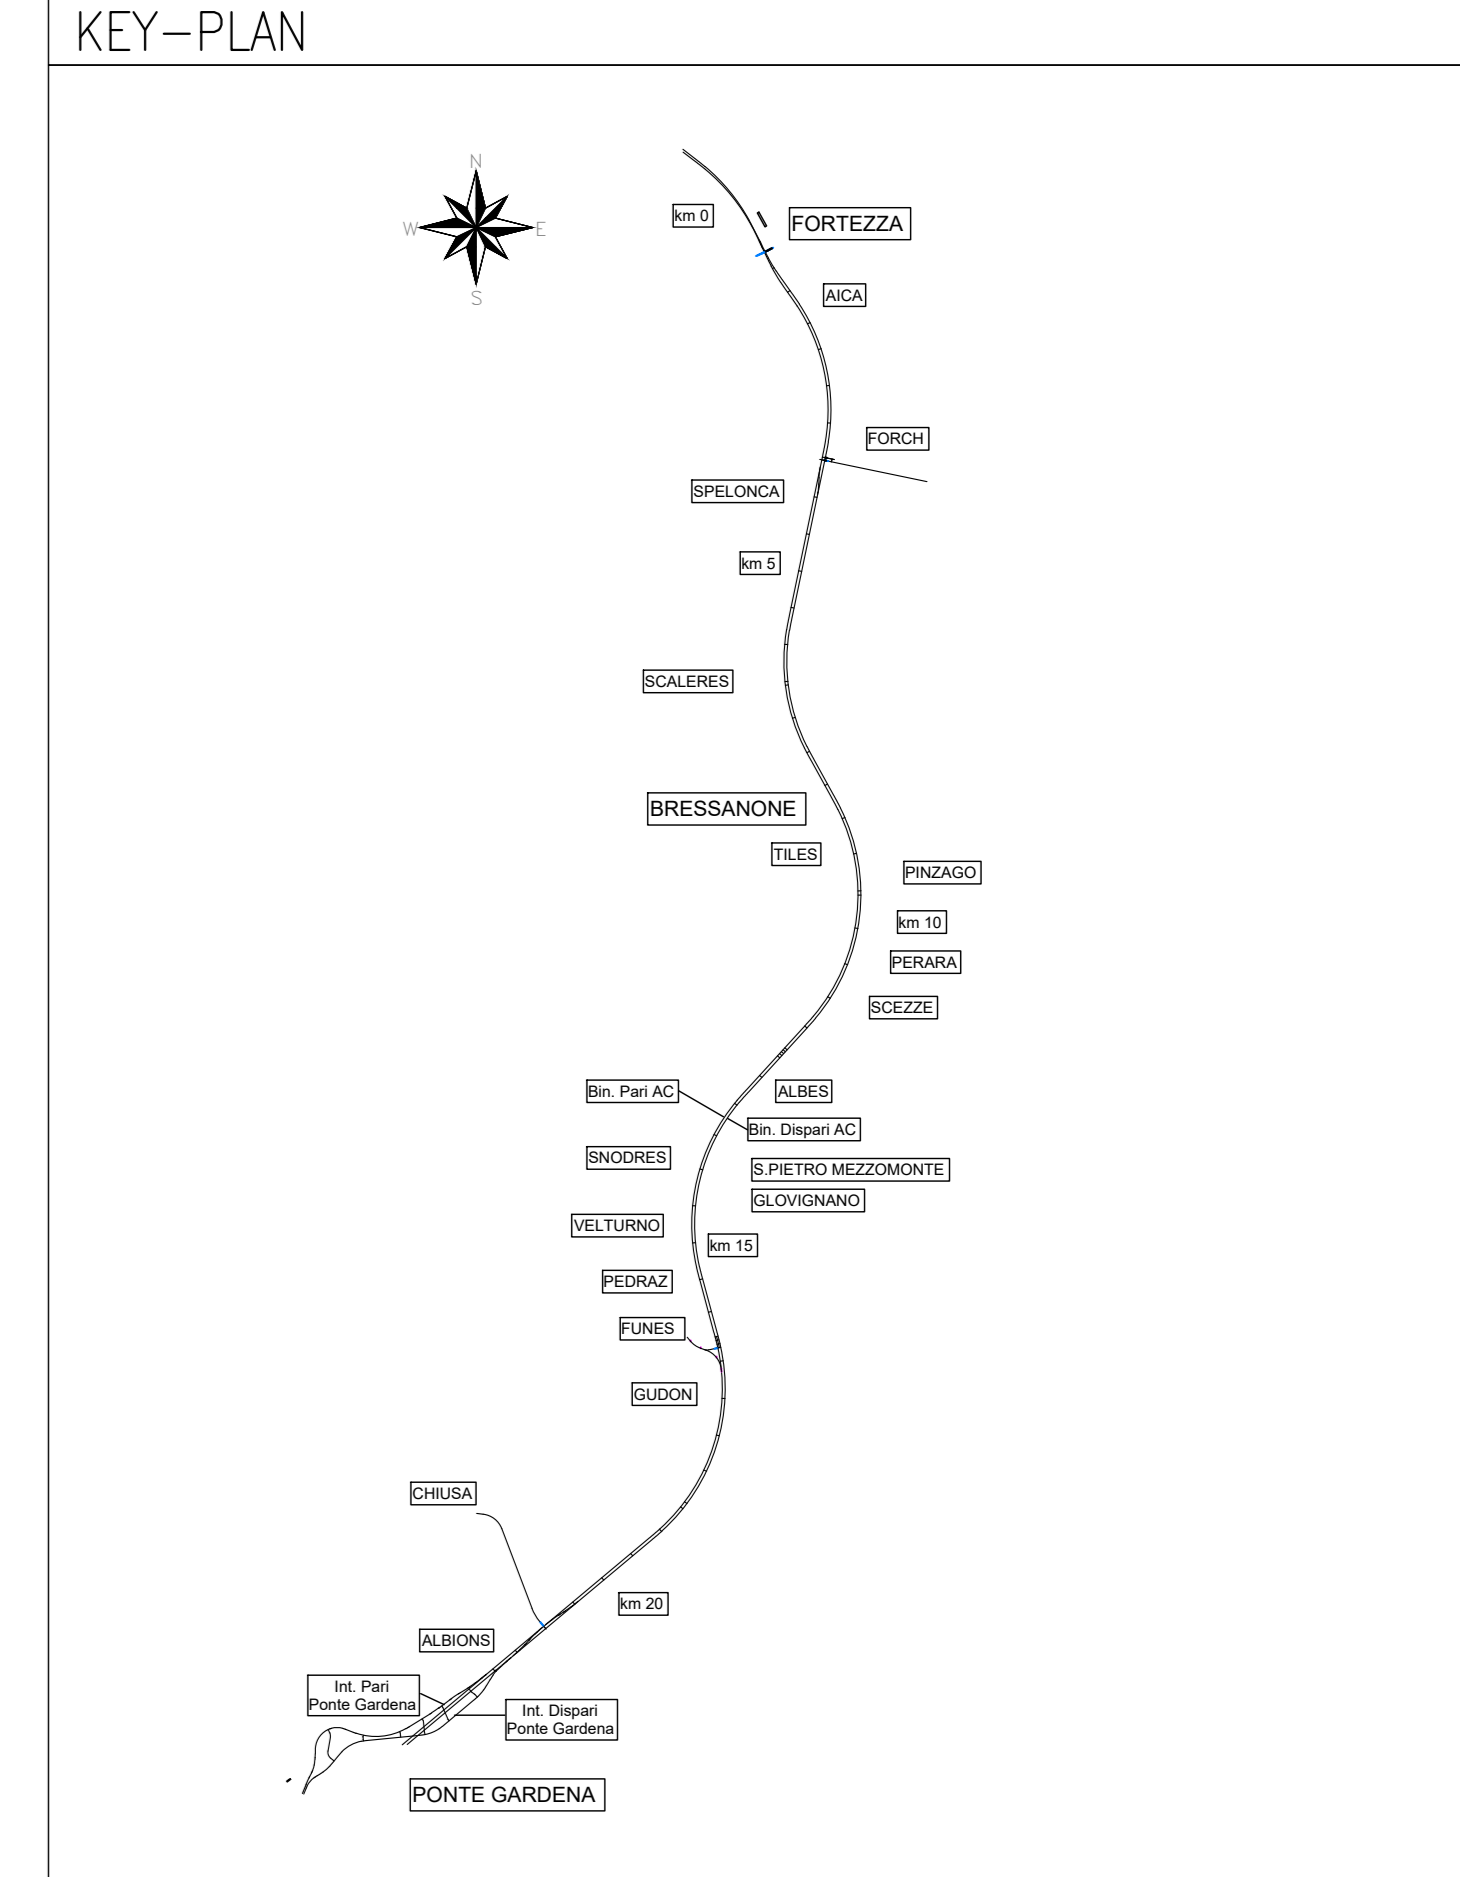 KEY-PLAN
N
W
E
S
km 0
FORTEZZA
AICA
FORCH
SPELONCA
km 5
SCALERES
BRESSANONE
TILES
PINZAGO
km 10
PERARA
SCEZZE
Bin. Pari AC
ALBES
Bin. Dispari AC
SNODRES
S.PIETRO MEZZOMONTE
GLOVIGNANO
VELTURNO
km 15
PEDRAZ
FUNES
GUDON
CHIUSA
km 20
ALBIONS
Int. Pari
Ponte Gardena
Int. Dispari
Ponte Gardena
PONTE GARDENA